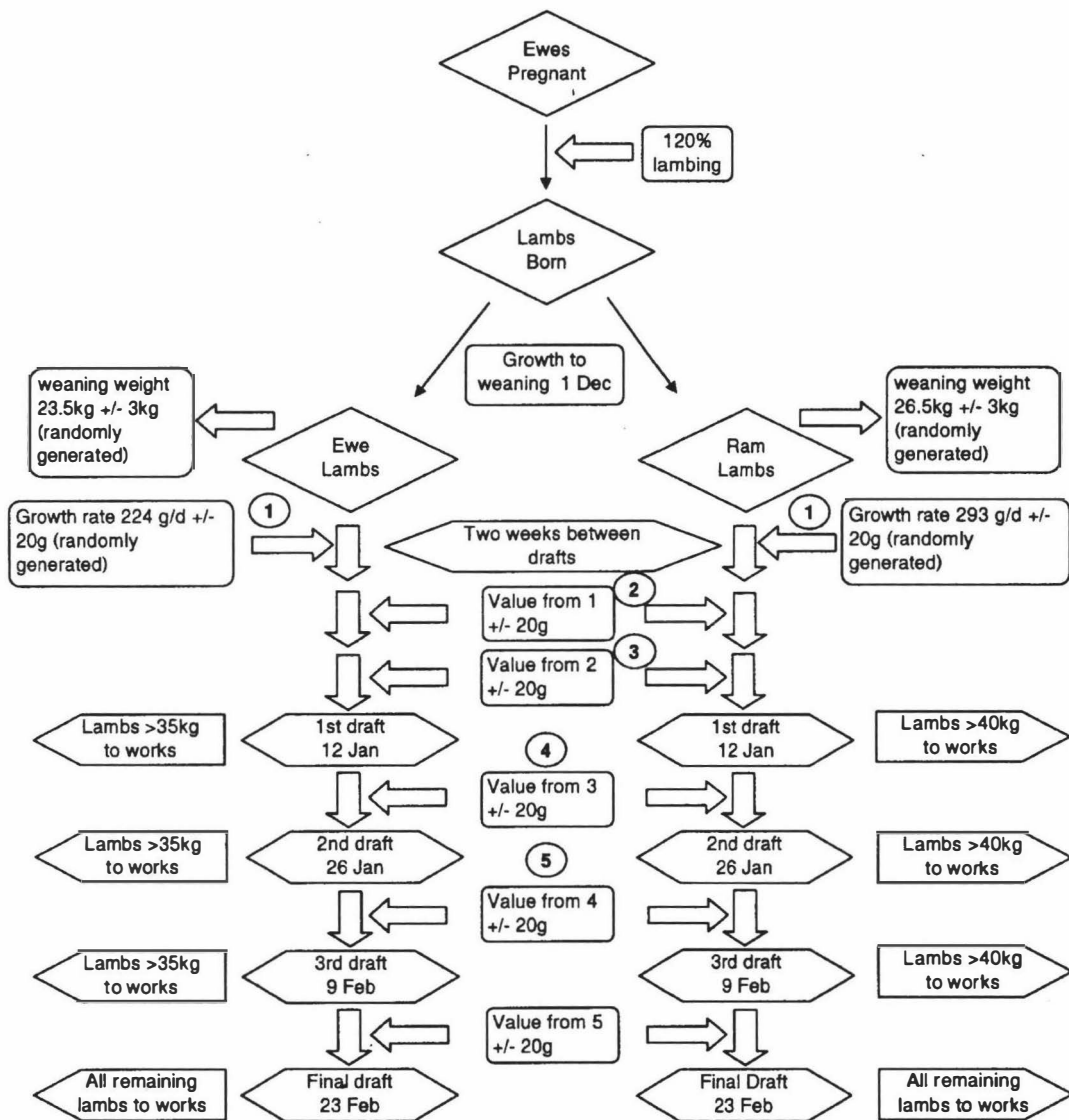 Ewes
Pregnant
120%
lambing
Lambs
Born
Growth to
weaning 1 Dec
weaning weight
23.5kg +/- 3kg
(randomly
generated)
Ewe
Lambs
Ram
Lambs
weaning weight
26.5kg +/- 3kg
(randomly
generated)
Growth rate 224 g/d +/-
20g (randomly
generated)
1
Two weeks between
drafts
1
Growth rate 293 g/d +/-
20g (randomly
generated)
2
Value from 1
+/- 20g
3
Value from 2
+/- 20g
Lambs >35kg
to works
1st draft
12 Jan
1st draft
12 Jan
Lambs >40kg
to works
4
Value from 3
+/- 20g
Lambs >35kg
to works
2nd draft
26 Jan
2nd draft
26 Jan
Lambs >40kg
to works
5
Value from 4
+/- 20g
Lambs >35kg
to works
3rd draft
9 Feb
3rd draft
9 Feb
Lambs >40kg
to works
Value from 5
+/- 20g
All remaining
lambs to works
Final draft
23 Feb
Final Draft
23 Feb
All remaining
lambs to works